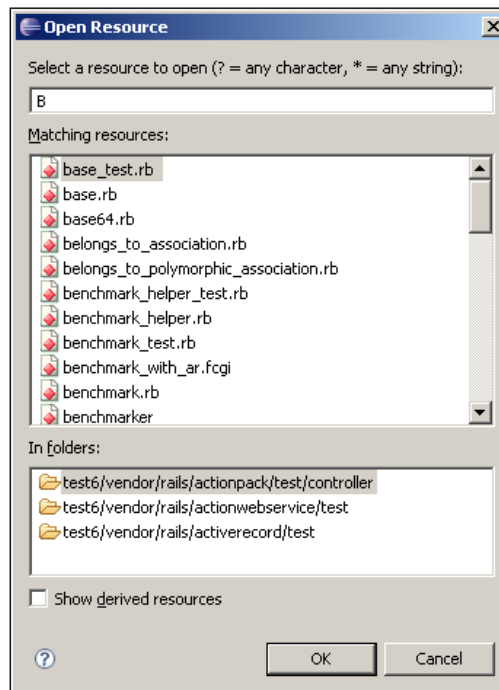 Open Resource
Select a resource to open (? = any character, * = any string):
B
Matching resources:
base_test.rb
base.rb
base64.rb
belongs_to_association.rb
belongs_to_polymorphic_association.rb
benchmark_helper_test.rb
benchmark_helper.rb
benchmark_test.rb
benchmark_with_ar.fcgi
benchmark.rb
benchmarker
In folders:
test6/vendor/rails/actionpack/test/controller
test6/vendor/rails/actionwebservice/test
test6/vendor/rails/activerecord/test
Show derived resources
OK Cancel